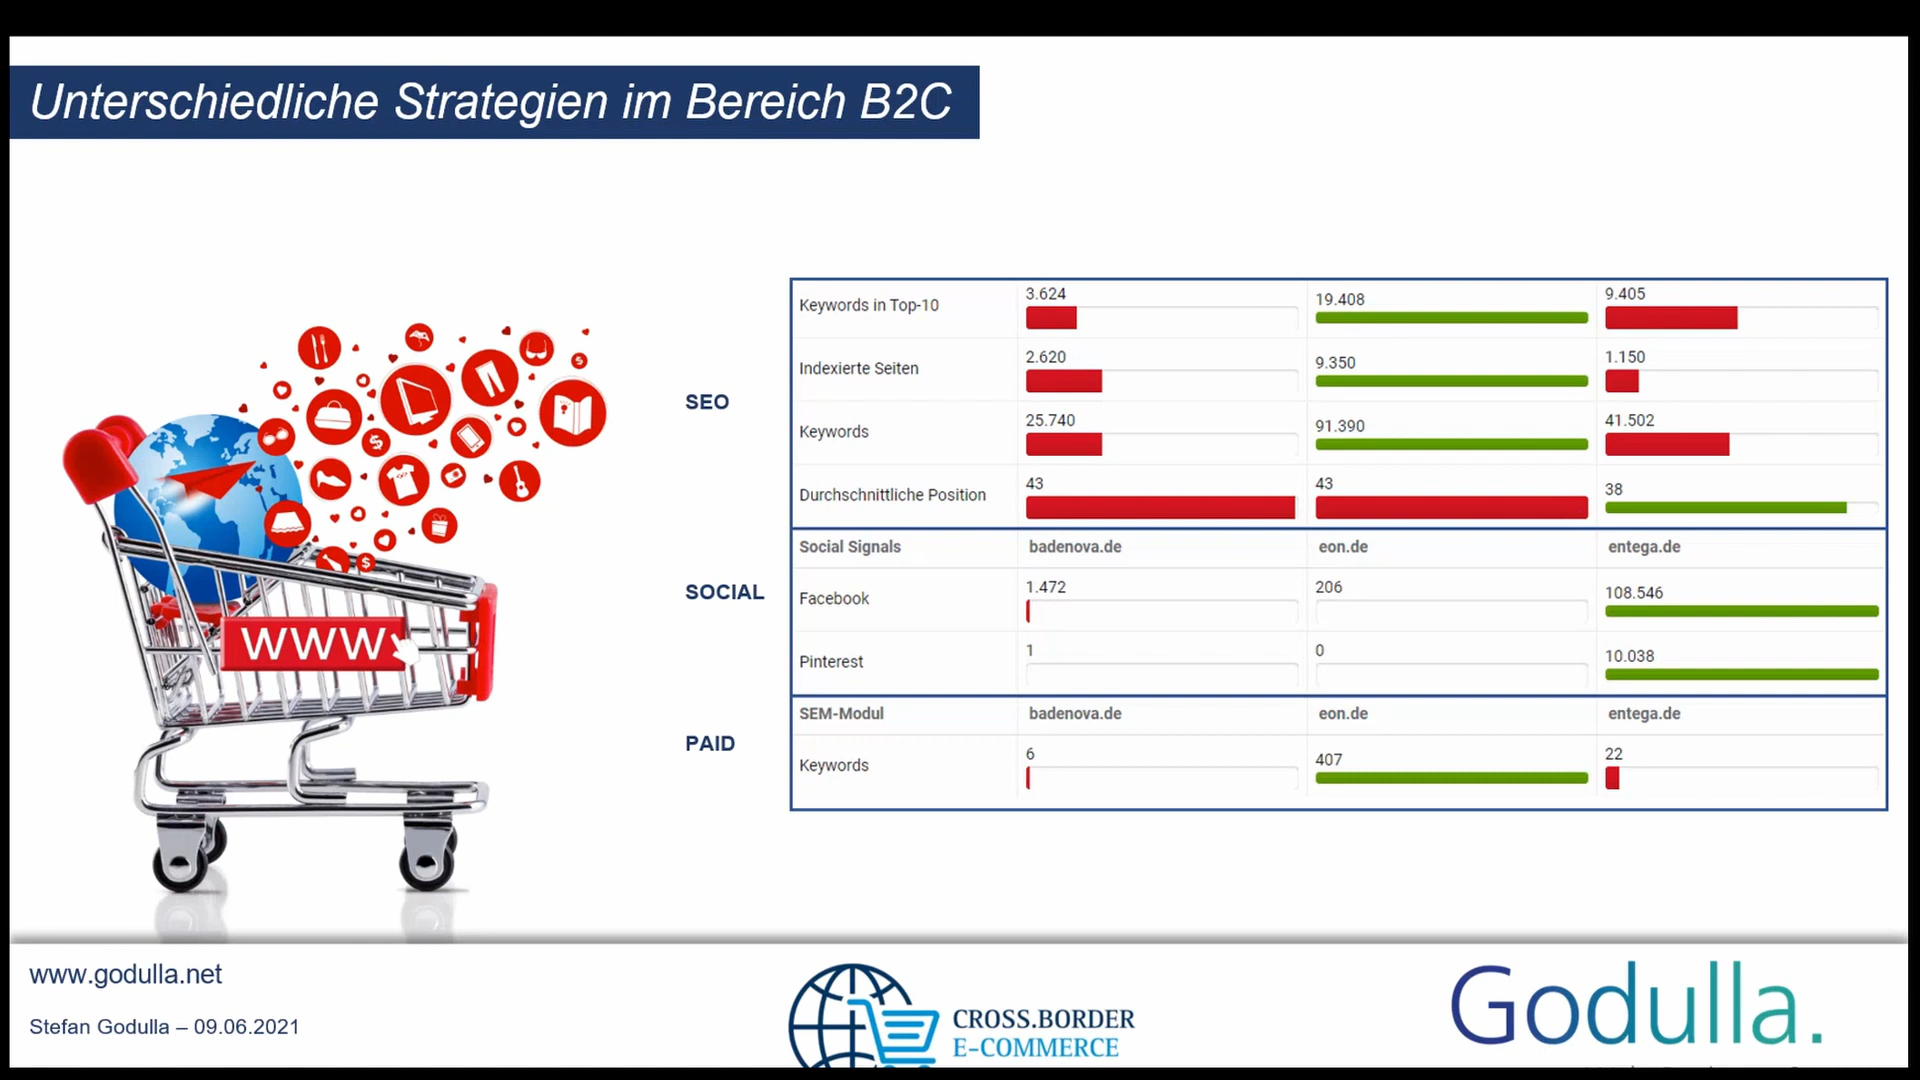 Unterschiedliche Strategien im Bereich B2C
WWW
SEO
Keywords in Top-10 3.624 19.408 9.405
Indexierte Seiten 2.620 9.350 1.150
Keywords 25.740 91.390 41.502
Durchschnittliche Position 43 43 38
SOCIAL
Social Signals badenova.de eon.de entega.de
Facebook 1.472 206 108.546
Pinterest 1 0 10.038
PAID
SEM-Modul badenova.de eon.de entega.de
Keywords 6 407 22
www.godulla.net
Stefan Godulla – 09.06.2021
CROSS.BORDER
E-COMMERCE
Godulla.